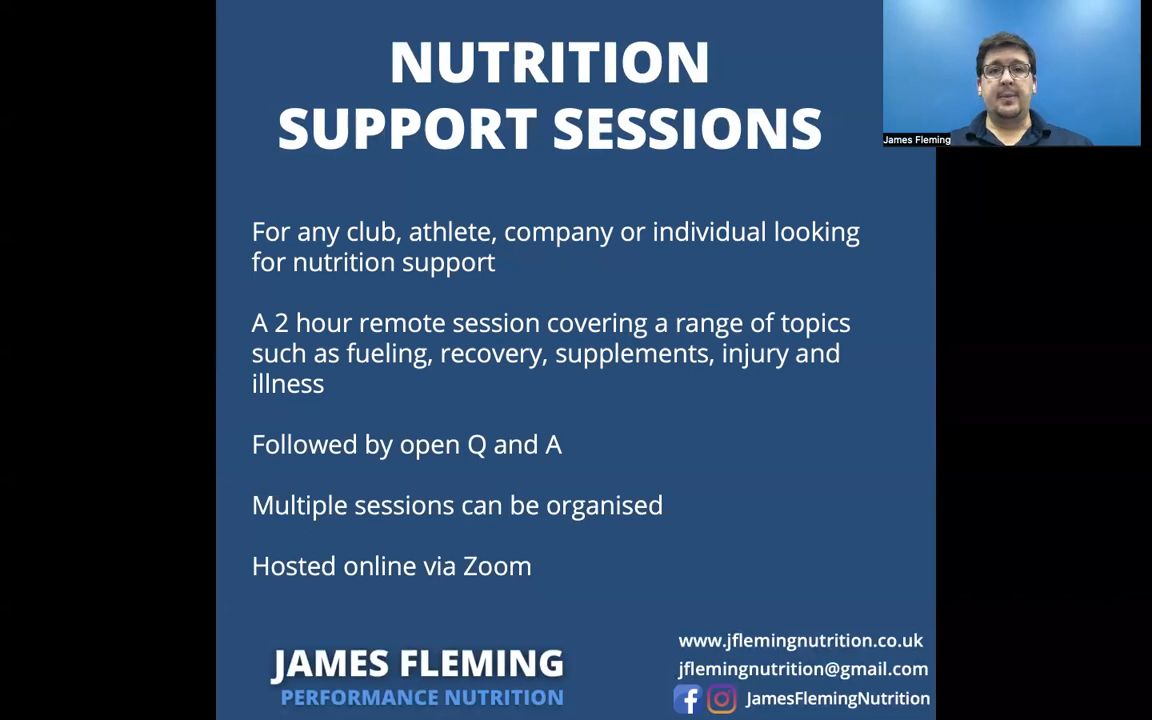 NUTRITION
SUPPORT SESSIONS
James Fleming
For any club, athlete, company or individual looking
for nutrition support
A 2 hour remote session covering a range of topics
such as fueling, recovery, supplements, injury and
illness
Followed by open Q and A
Multiple sessions can be organised
Hosted online via Zoom
JAMES FLEMING
PERFORMANCE NUTRITION
www.jflemingnutrition.co.uk
jflemingnutrition@gmail.com
JamesFlemingNutrition